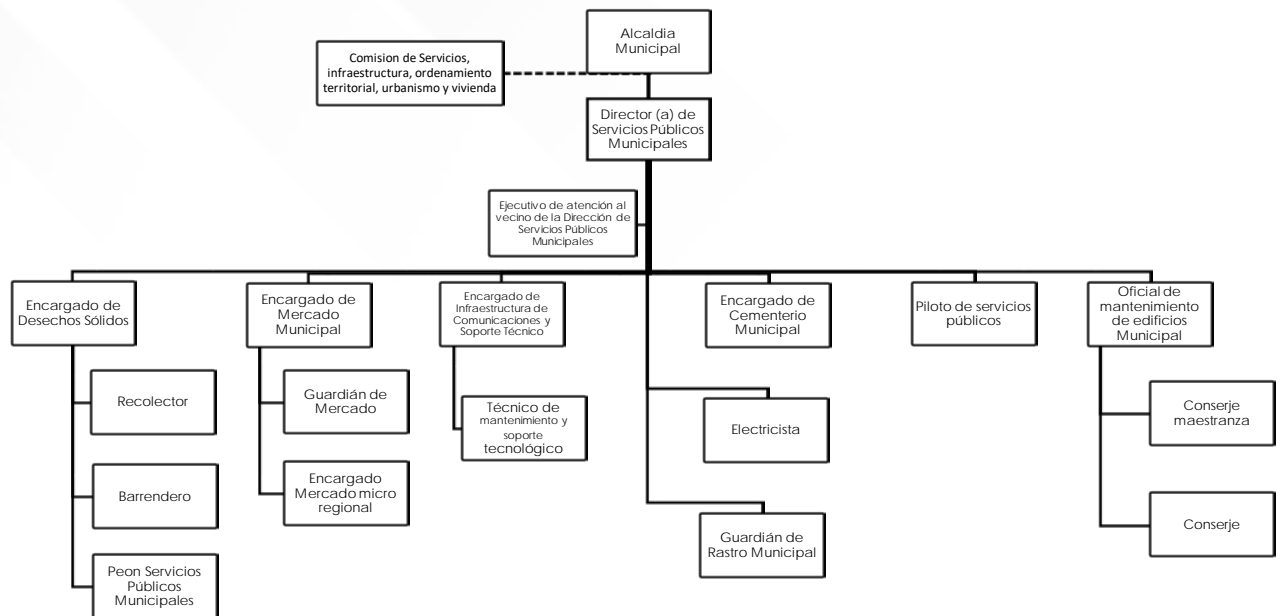 Alcaldia
Municipal
Comision de Servicios,
infraestructura, ordenamiento
territorial, urbanismo y vivienda
Director (a) de
Servicios Públicos
Municipales
Ejecutivo de atención al
vecino de la Dirección de
Servicios Públicos
Municipales
Encargado de
Desechos Sólidos
Encargado de
Mercado
Municipal
Encargado de
Infraestructura de
Comunicaciones y
Soporte Técnico
Encargado de
Cementerio
Municipal
Piloto de servicios
públicos
Oficial de
mantenimiento
de edificios
Municipal
Recolector
Guardián de
Mercado
Técnico de
mantenimiento y
soporte
tecnológico
Electricista
Conserje
maestranza
Barrendero
Encargado
Mercado micro
regional
Guardián de
Rastro Municipal
Conserje
Peon Servicios
Públicos
Municipales